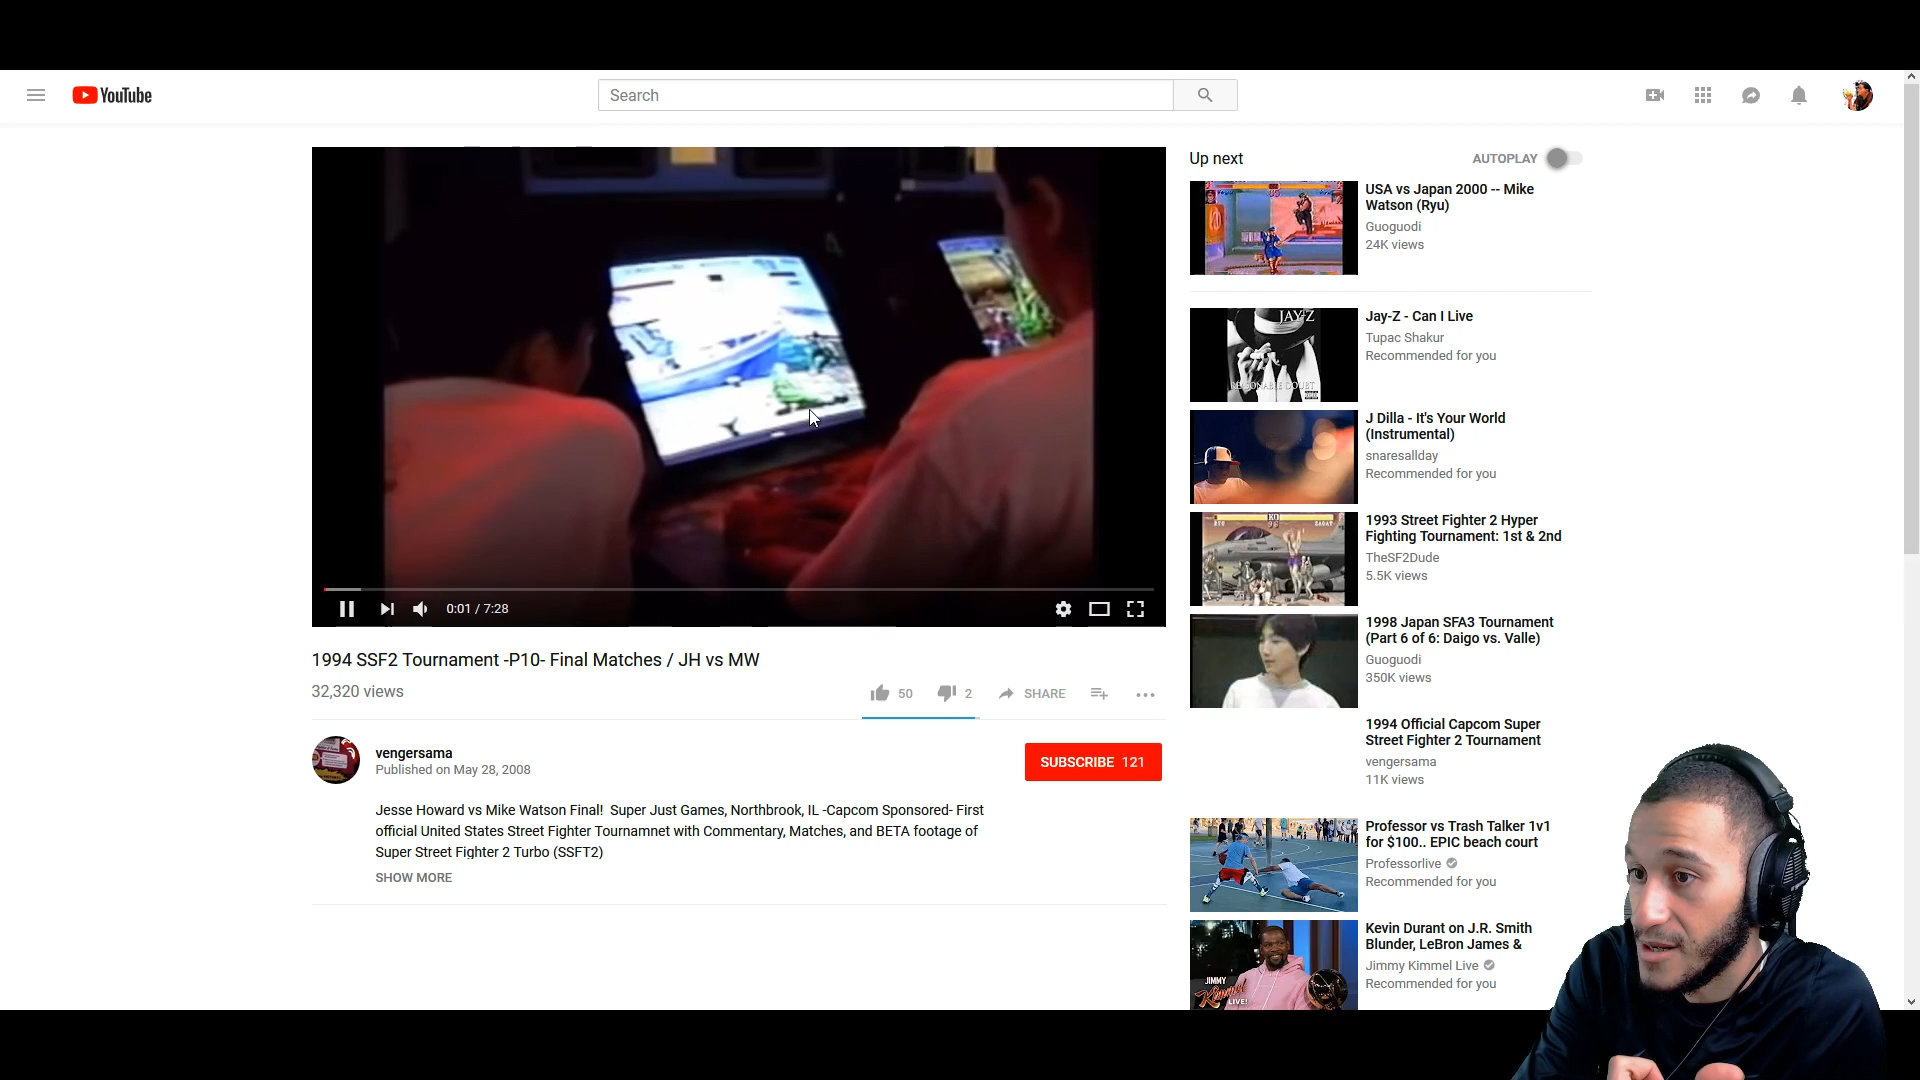 YouTube
Search
Up next
AUTOPLAY
USA vs Japan 2000 -- Mike
Watson (Ryu)
Guoguodi
24K views
JAY-Z
Jay-Z - Can I Live
Tupac Shakur
Recommended for you
J Dilla - It's Your World
(Instrumental)
snaresallday
Recommended for you
1993 Street Fighter 2 Hyper
Fighting Tournament: 1st & 2nd
TheSF2Dude
5.5K views
1998 Japan SFA3 Tournament
(Part 6 of 6: Daigo vs. Valle)
Guoguodi
350K views
1994 Official Capcom Super
Street Fighter 2 Tournament
vengersama
11K views
Professor vs Trash Talker 1v1
for $100.. EPIC beach court
Professorlive
Recommended for you
JIMMY
Kimmel
LIVE!
Kevin Durant on J.R. Smith
Blunder, LeBron James &
Jimmy Kimmel Live
Recommended for you
0:01 / 7:28
1994 SSF2 Tournament -P10- Final Matches / JH vs MW
32,320 views
50
2
SHARE
vengersama
Published on May 28, 2008
SUBSCRIBE 121
Jesse Howard vs Mike Watson Final! Super Just Games, Northbrook, IL -Capcom Sponsored- First
official United States Street Fighter Tournamnet with Commentary, Matches, and BETA footage of
Super Street Fighter 2 Turbo (SSFT2)
SHOW MORE